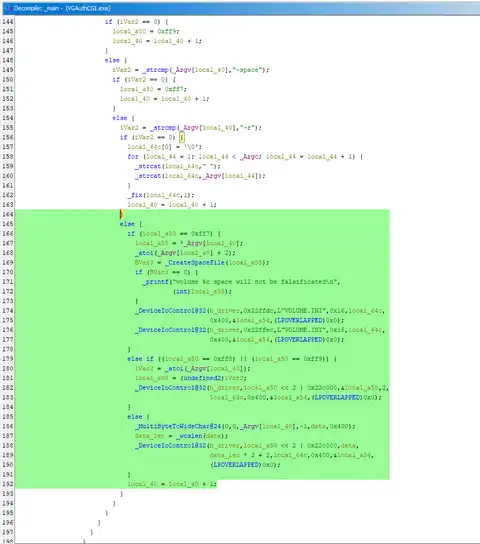 Decompile: _main - (VGAuthCGI.exe)
144 if (iVar2 == 0) {
145 local_a50 = 0xff9;
146 local_40 = local_40 + 1;
147 }
148 else {
149 iVar2 = _strcmp(_Argv[local_40],"-space");
150 if (iVar2 == 0) {
151 local_a50 = 0xff7;
152 local_40 = local_40 + 1;
153 }
154 else {
155 iVar2 = _strcmp(_Argv[local_40],"-r");
156 if (iVar2 == 0) {
157 local_64c[0] = '\0';
158 for (local_44 = 1; local_44 < _Argc; local_44 = local_44 + 1) {
159 _strcat(local_64c," ");
160 _strcat(local_64c,_Argv[local_44]);
161 }
162 _fix(local_64c,1);
163 local_40 = local_40 + 1;
164 }
165 else {
166 if (local_a50 == 0xff7) {
167 local_a55 = *_Argv[local_40];
168 _atoi(_Argv[local_40] + 2);
169 BVar3 = _CreateSpaceFile(local_a55);
170 if (BVar3 == 0) {
171 _printf("volume %c space will not be falsificated\n",
172 (int)local_a55);
173 }
174 _DeviceIoControl@32(h_driver,0x22ffdc,L"VOLUME.INI",0x16,local_64c,
175 0x400,&local_a54,(LPOVERLAPPED)0x0);
176 _DeviceIoControl@32(h_driver,0x22ffec,L"VOLUME.INI",0x16,local_64c,
177 0x400,&local_a54,(LPOVERLAPPED)0x0);
178 }
179 else if ((local_a50 == 0xff8) || (local_a50 == 0xff9)) {
180 iVar2 = _atoi(_Argv[local_40]);
181 = (undefined2)iVar2;
182 _DeviceIoControl@32(h_driver,local_a50 << 2 | 0x22c000,
183 local_64c,0x400,&local_a54,(LPOVERLAPPED)0x0);
184 }
185 else {
186 _MultiByteToWideChar@24(0,0,_Argv[local_40],-1,data,0x400);
187 data_len = _wcslen(data);
188 _DeviceIoControl@32(h_driver,local_a50 << 2 | 0x22c000,data,
189 data_len * 2 + 2,local_64c,0x400,&local_a54,
190 (LPOVERLAPPED)0x0);
191 }
192 local_40 = local_40 + 1;
193 }
194 }
195 }
196 }
197 }
198 }